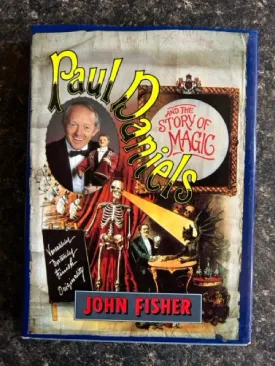 Paul Daniels
AND THE
STORY OF
MAGIC
JOHN FISHER